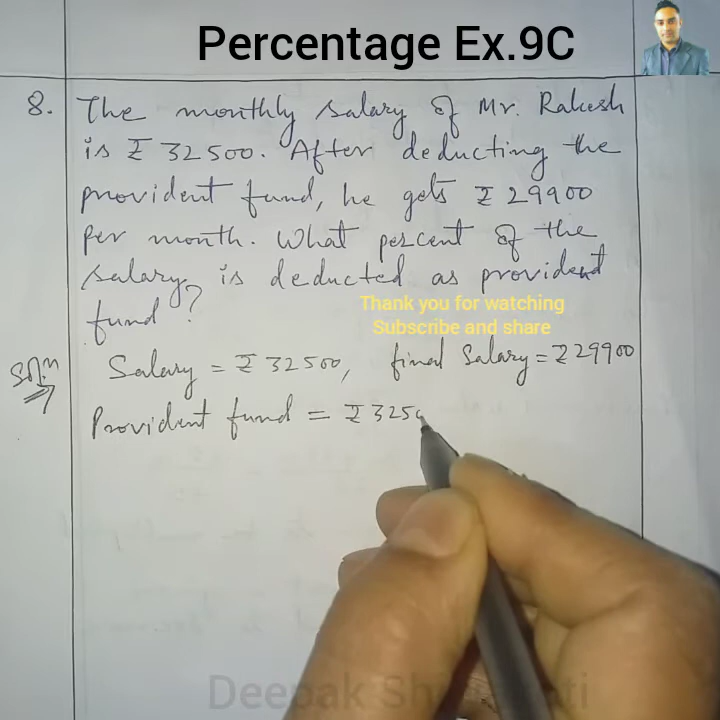 Percentage Ex.9C
8. The monthly salary of Mr. Rakesh
is ₹ 32500. After deducting the
provident fund, he gets ₹ 29900
per month. What percent of the
salary is deducted as provident
fund?
Thank you for watching
Subscribe and share
Salary = ₹ 32500, final Salary = ₹ 29900
Sol.n ⇒
Provident fund = ₹ 325
Deepak